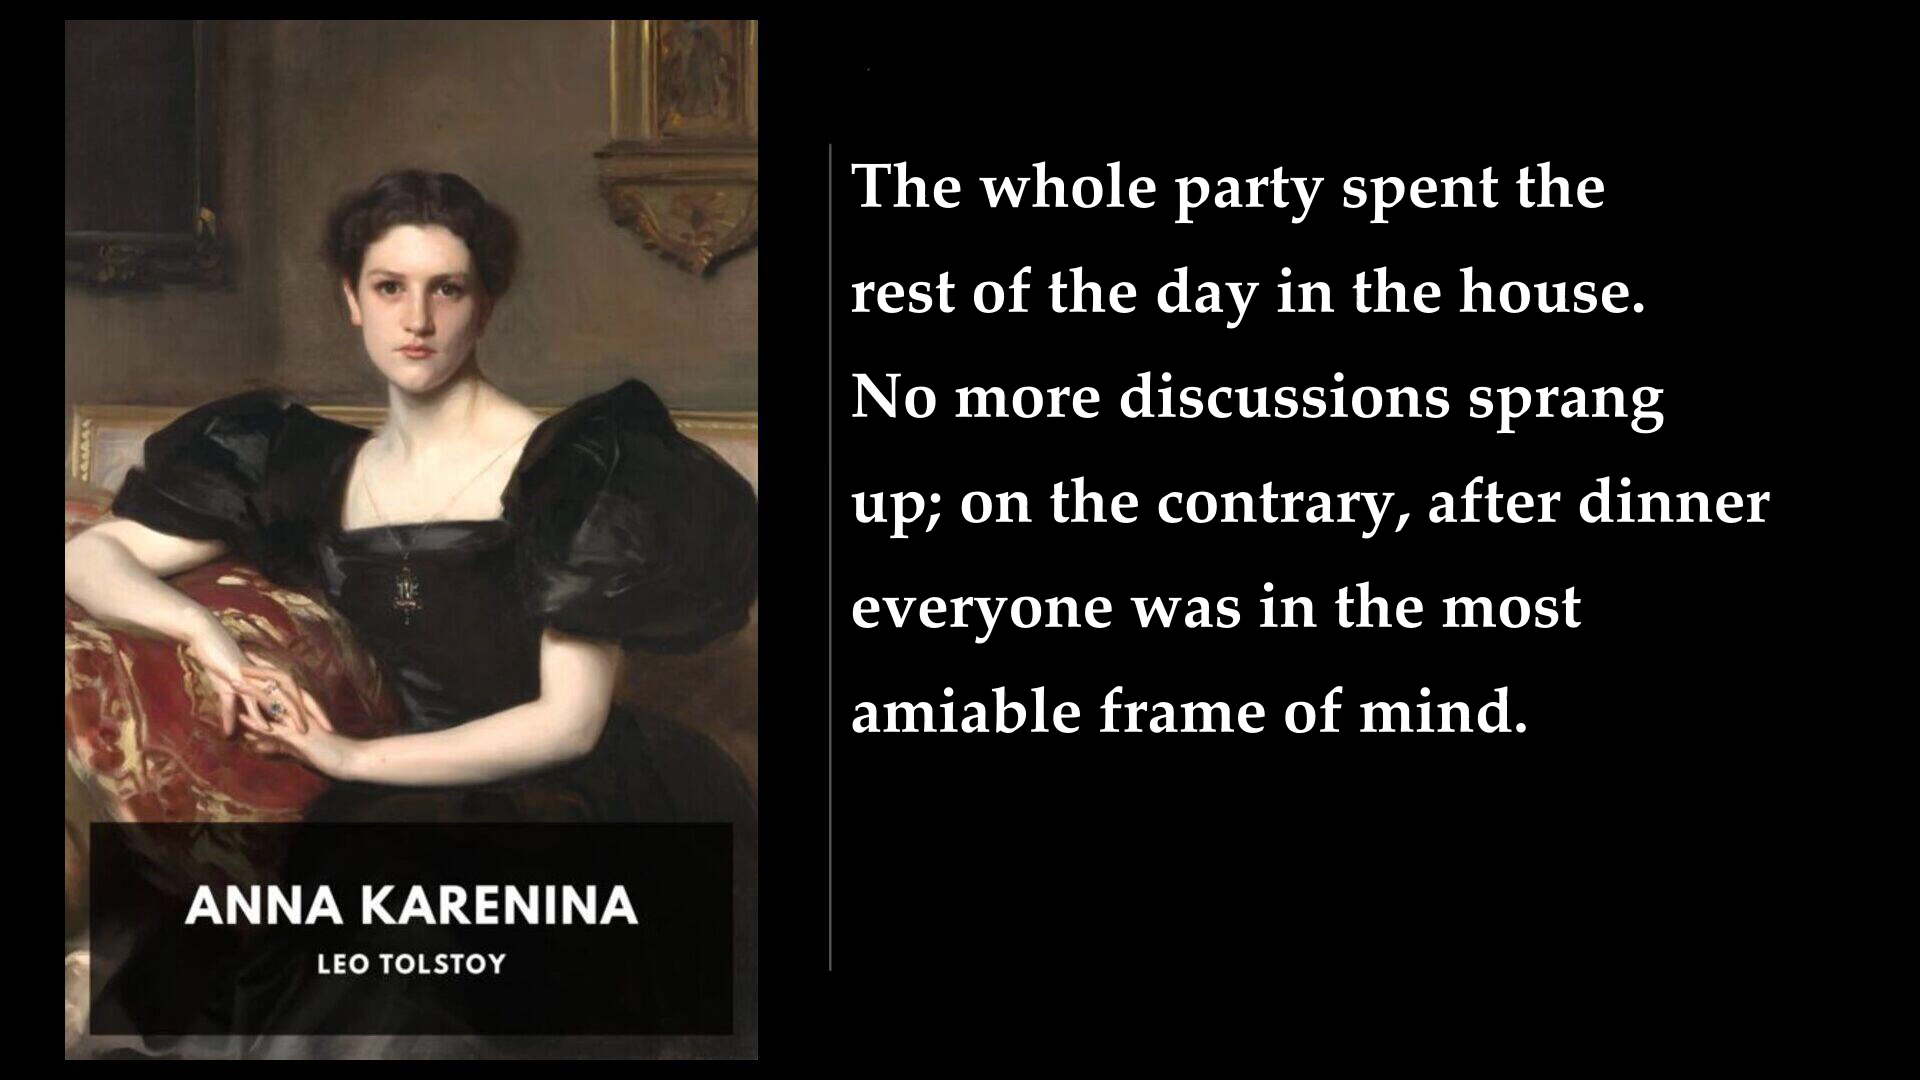 ANNA KARENINA
LEO TOLSTOY
The whole party spent the
rest of the day in the house.
No more discussions sprang
up; on the contrary, after dinner
everyone was in the most
amiable frame of mind.